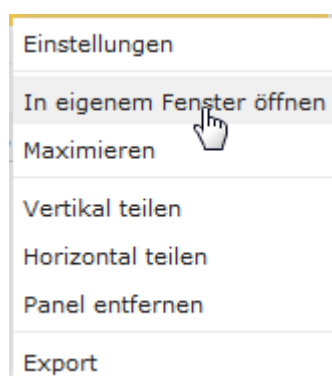 Einstellungen
In eigenem Fenster öffnen
Maximieren
Vertikal teilen
Horizontal teilen
Panel entfernen
Export